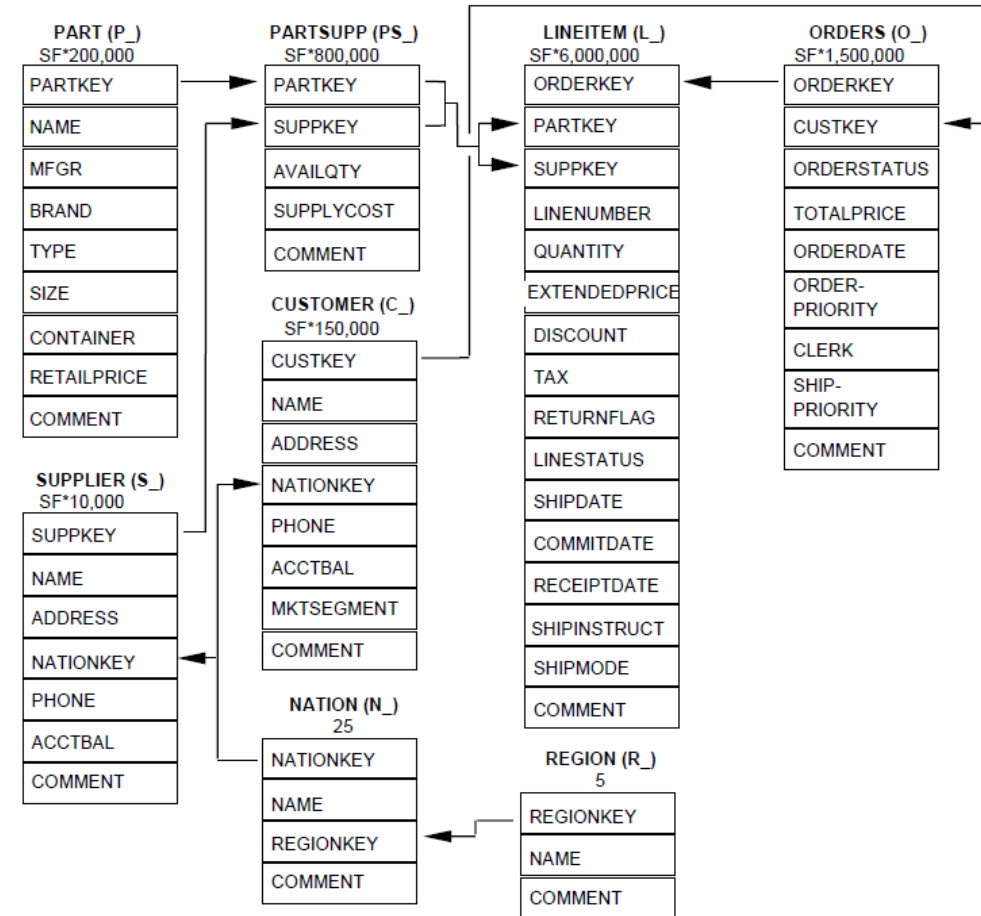 PART (P_)
SF*200,000
PARTKEY
NAME
MFGR
BRAND
TYPE
SIZE
CONTAINER
RETAILPRICE
COMMENT
SUPPLIER (S_)
SF*10,000
SUPPKEY
NAME
ADDRESS
NATIONKEY
PHONE
ACCTBAL
COMMENT
PARTSUPP (PS_)
SF*800,000
PARTKEY
SUPPKEY
AVAILQTY
SUPPLYCOST
COMMENT
CUSTOMER (C_)
SF*150,000
CUSTKEY
NAME
ADDRESS
NATIONKEY
PHONE
ACCTBAL
MKTSEGMENT
COMMENT
NATION (N_)
25
NATIONKEY
NAME
REGIONKEY
COMMENT
LINEITEM (L_)
SF*6,000,000
ORDERKEY
PARTKEY
SUPPKEY
LINENUMBER
QUANTITY
EXTENDEDPRICE
DISCOUNT
TAX
RETURNFLAG
LINESTATUS
SHIPDATE
COMMITDATE
RECEIPTDATE
SHIPINSTRUCT
SHIPMODE
COMMENT
REGION (R_)
5
REGIONKEY
NAME
COMMENT
ORDERS (O_)
SF*1,500,000
ORDERKEY
CUSTKEY
ORDERSTATUS
TOTALPRICE
ORDERDATE
ORDER-
PRIORITY
CLERK
SHIP-
PRIORITY
COMMENT